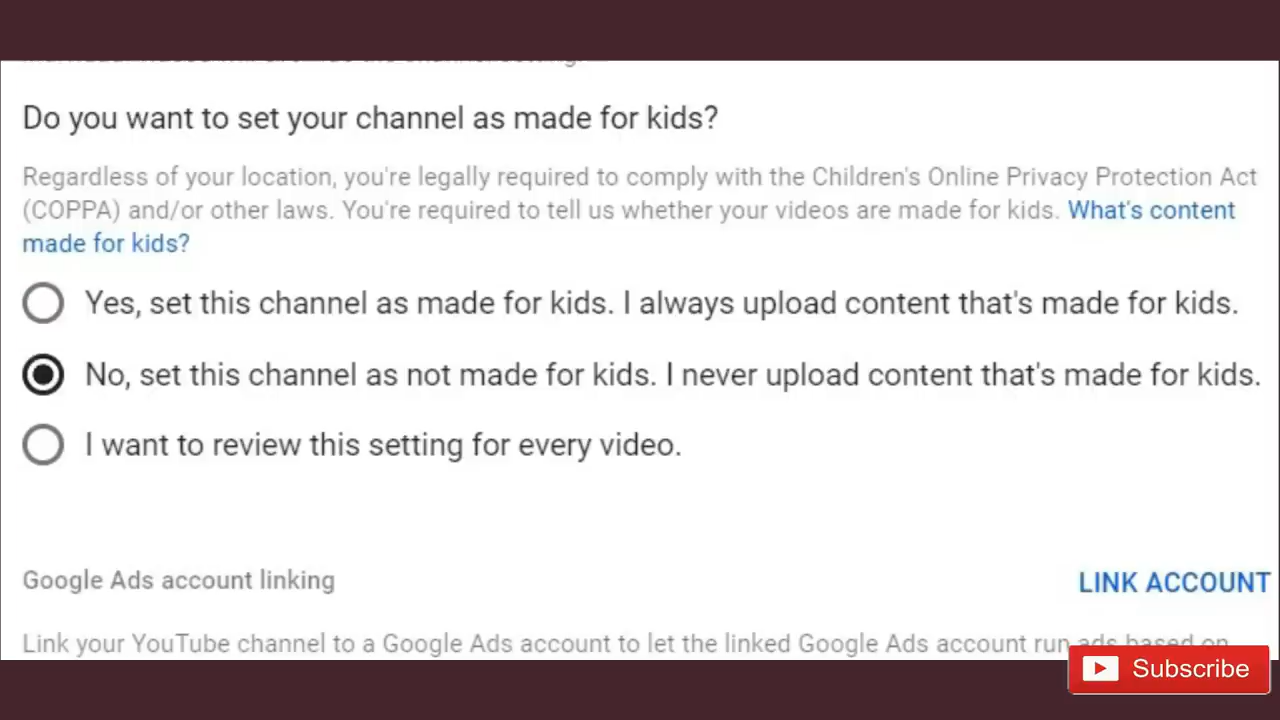 Do you want to set your channel as made for kids?
Regardless of your location, you're legally required to comply with the Children's Online Privacy Protection Act
(COPPA) and/or other laws. You're required to tell us whether your videos are made for kids. What's content
made for kids?
Yes, set this channel as made for kids. I always upload content that's made for kids.
No, set this channel as not made for kids. I never upload content that's made for kids.
I want to review this setting for every video.
Google Ads account linking
LINK ACCOUNT
Link your YouTube channel to a Google Ads account to let the linked Google Ads account run ads based on
Subscribe